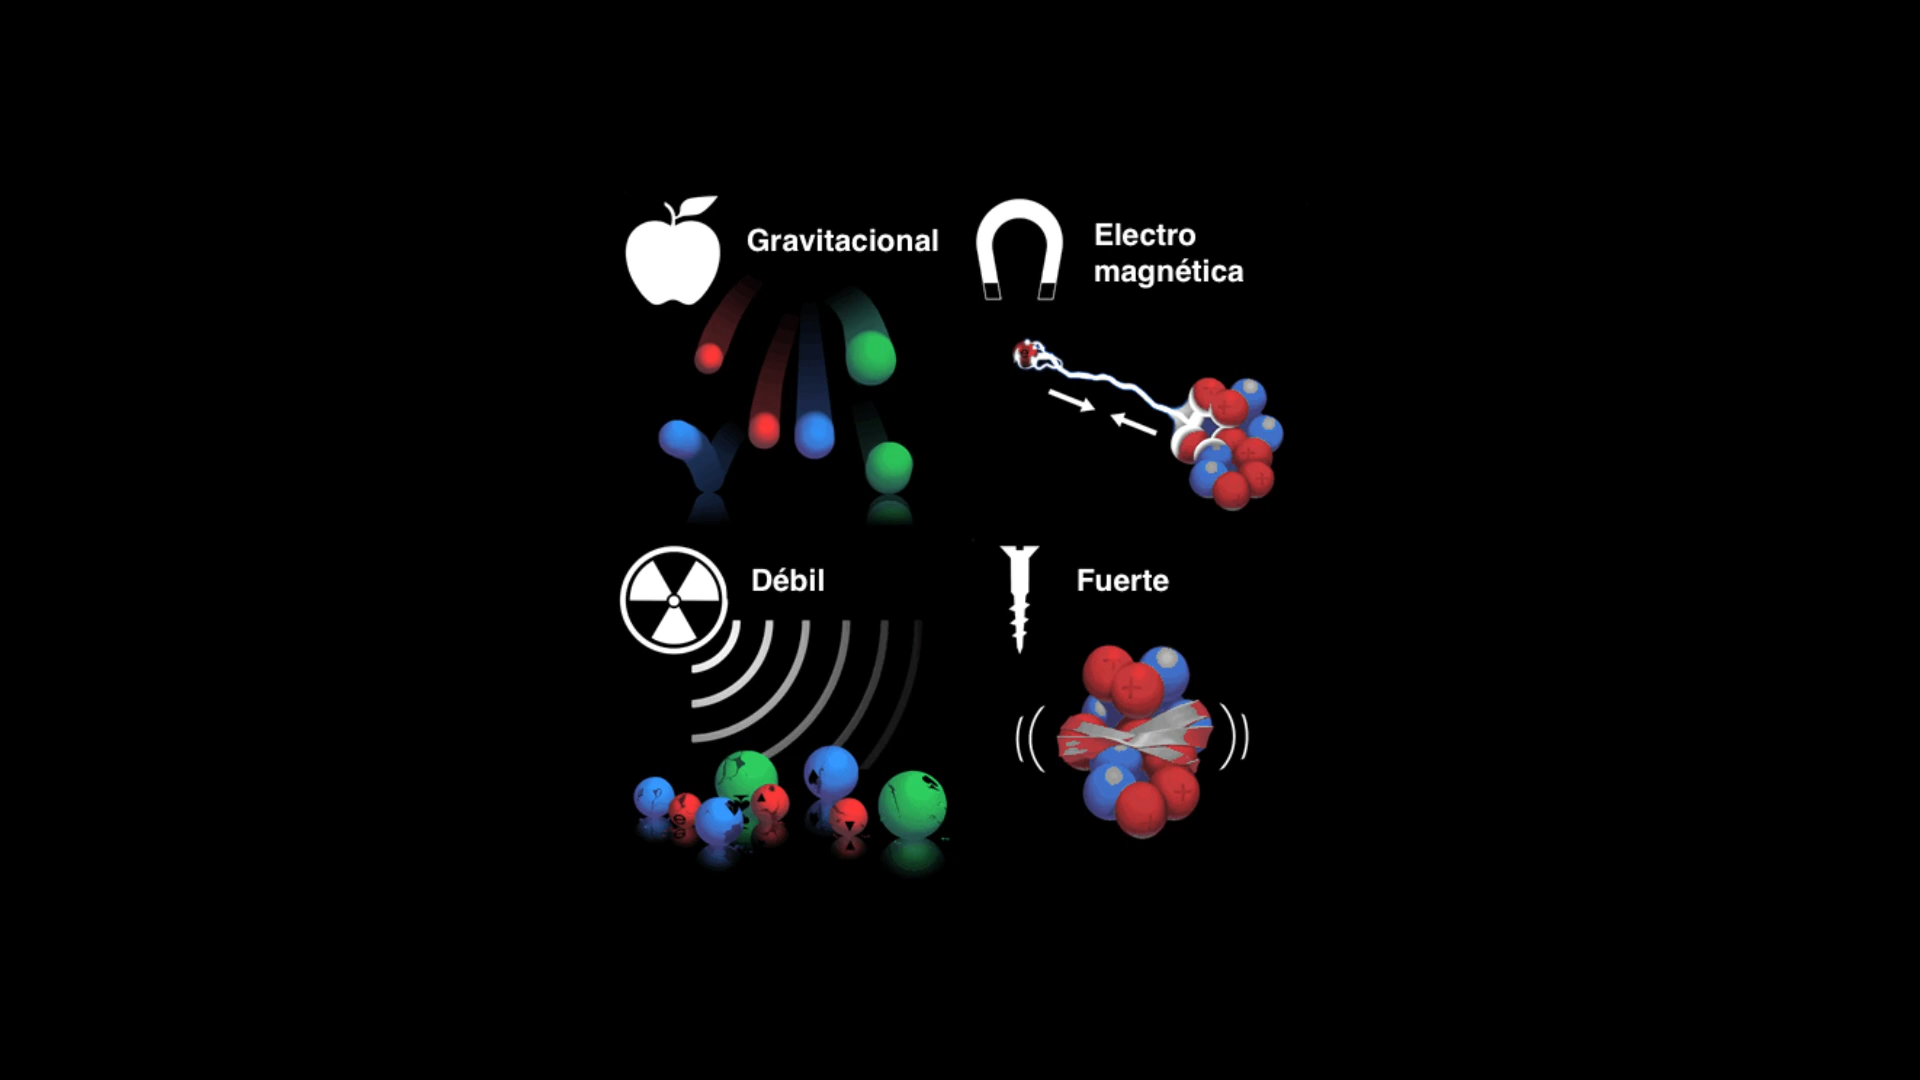 Gravitacional
Electro
magnética
Débil
Fuerte